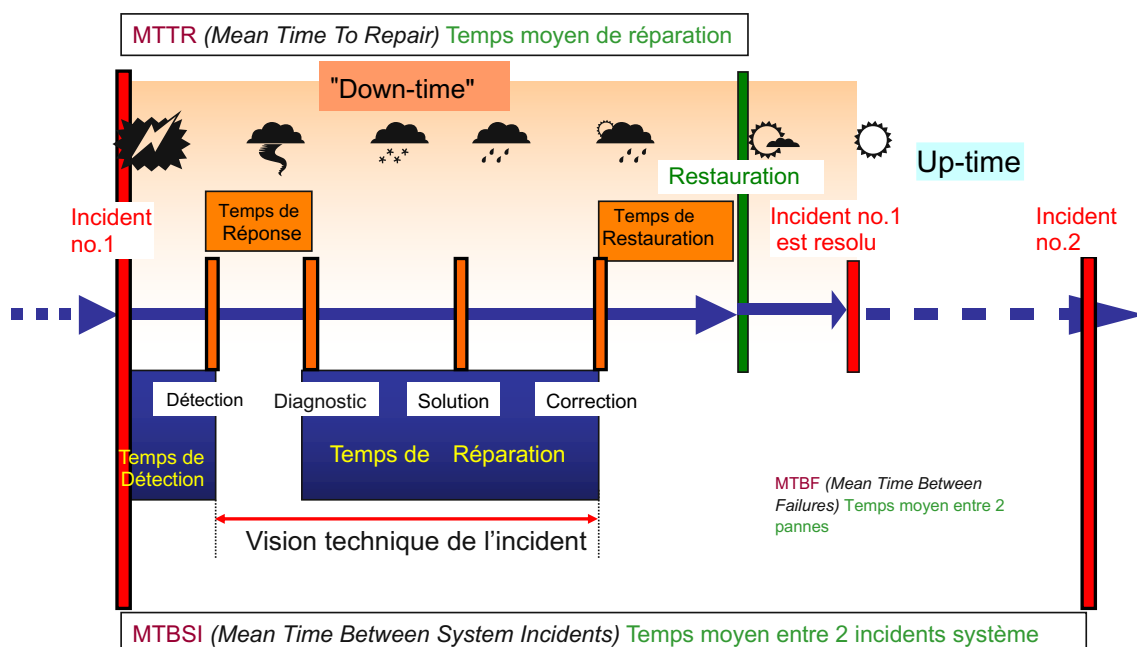 MTTR (Mean Time To Repair) Temps moyen de réparation
"Down-time"
Up-time
Restauration
Temps de
Réponse
Temps de
Restauration
Incident
no.1
Incident no.1
est resolu
Incident
no.2
Détection
Diagnostic
Solution
Correction
Temps de
Détection
Temps de Réparation
MTBF (Mean Time Between
Failures) Temps moyen entre 2
pannes
Vision technique de l’incident
MTBSI (Mean Time Between System Incidents) Temps moyen entre 2 incidents système